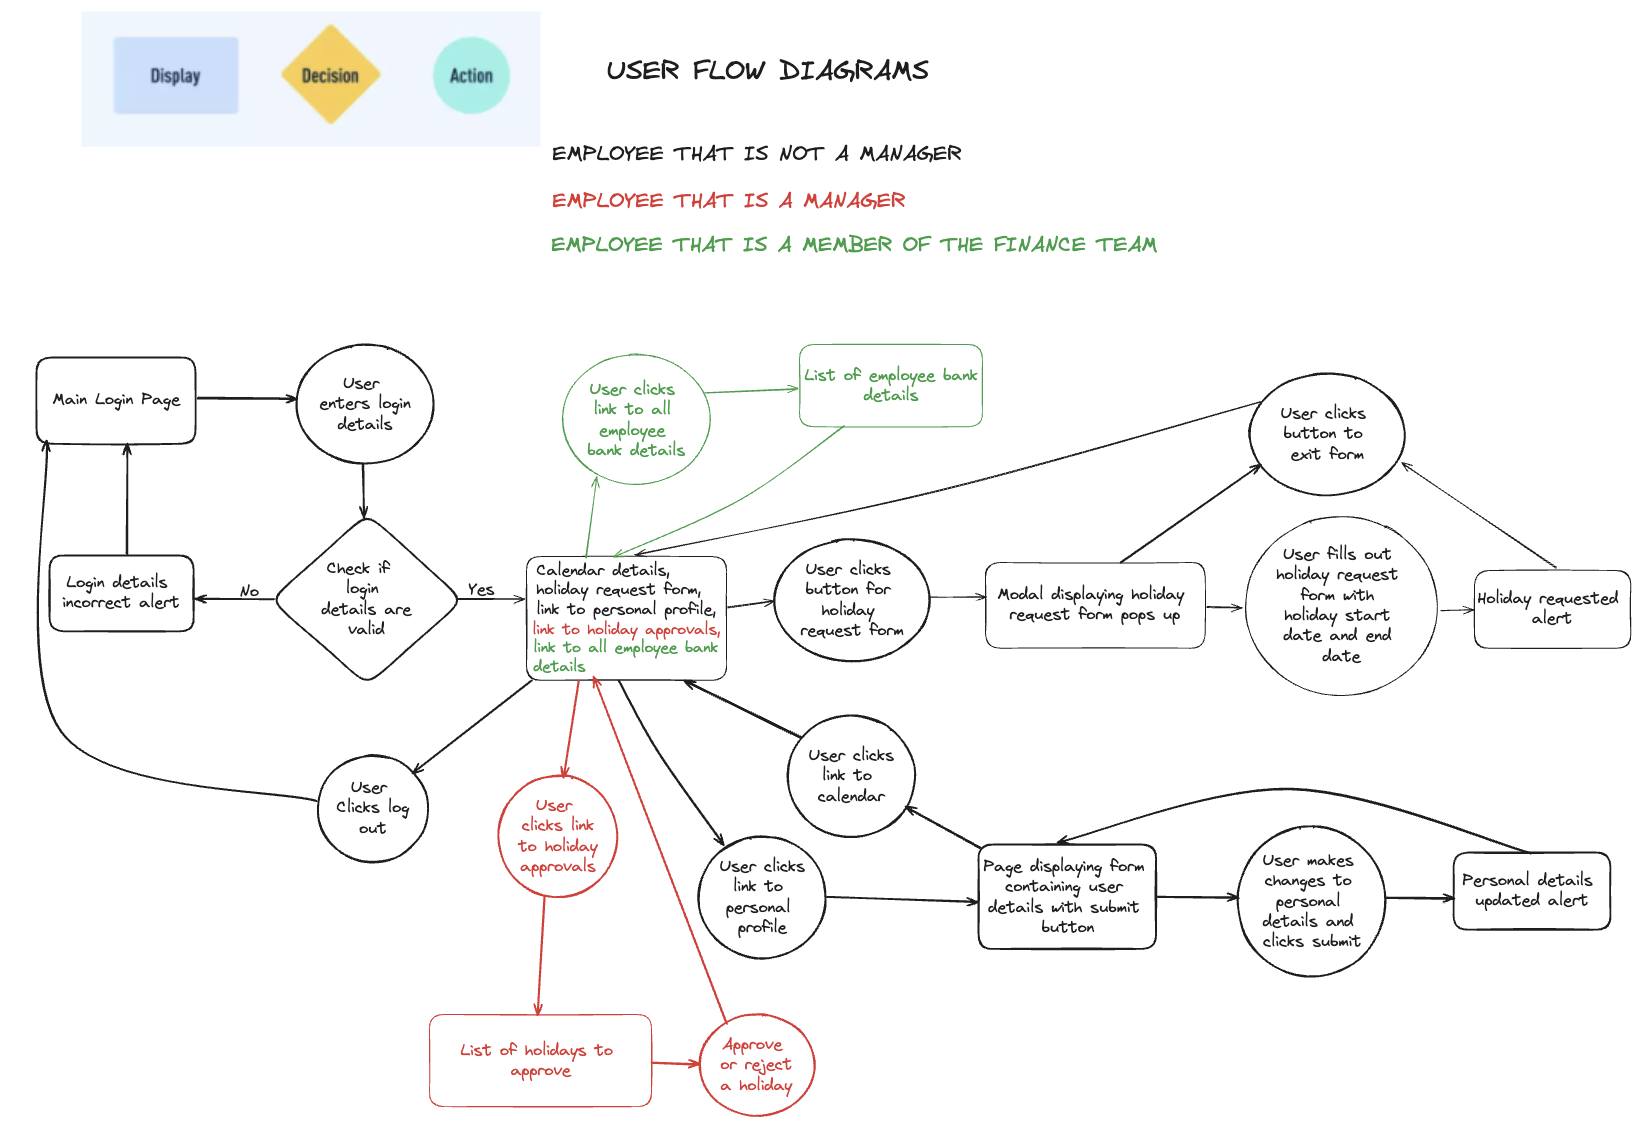 Display
Decision
Action
USER FLOW DIAGRAMS
EMPLOYEE THAT IS NOT A MANAGER
EMPLOYEE THAT IS A MANAGER
EMPLOYEE THAT IS A MEMBER OF THE FINANCE TEAM
Main Login Page
User
enters login
details
User clicks
link to all
employee
bank details
List of employee bank
details
User clicks
button to
exit form
Login details
incorrect alert
No
Check if
login
details are
valid
Yes
Calendar details,
holiday request form,
link to personal profile,
link to holiday approvals,
link to all employee bank
details
User clicks
button for
holiday
request form
Modal displaying holiday
request form pops up
User fills out
holiday request
form with
holiday start
date and end
date
Holiday requested
alert
User
Clicks log
out
User
clicks link
to holiday
approvals
User clicks
link to
calendar
User clicks
link to
personal
profile
Page displaying form
containing user
details with submit
button
User makes
changes to
personal
details and
clicks submit
Personal details
updated alert
List of holidays to
approve
Approve
or reject
a holiday